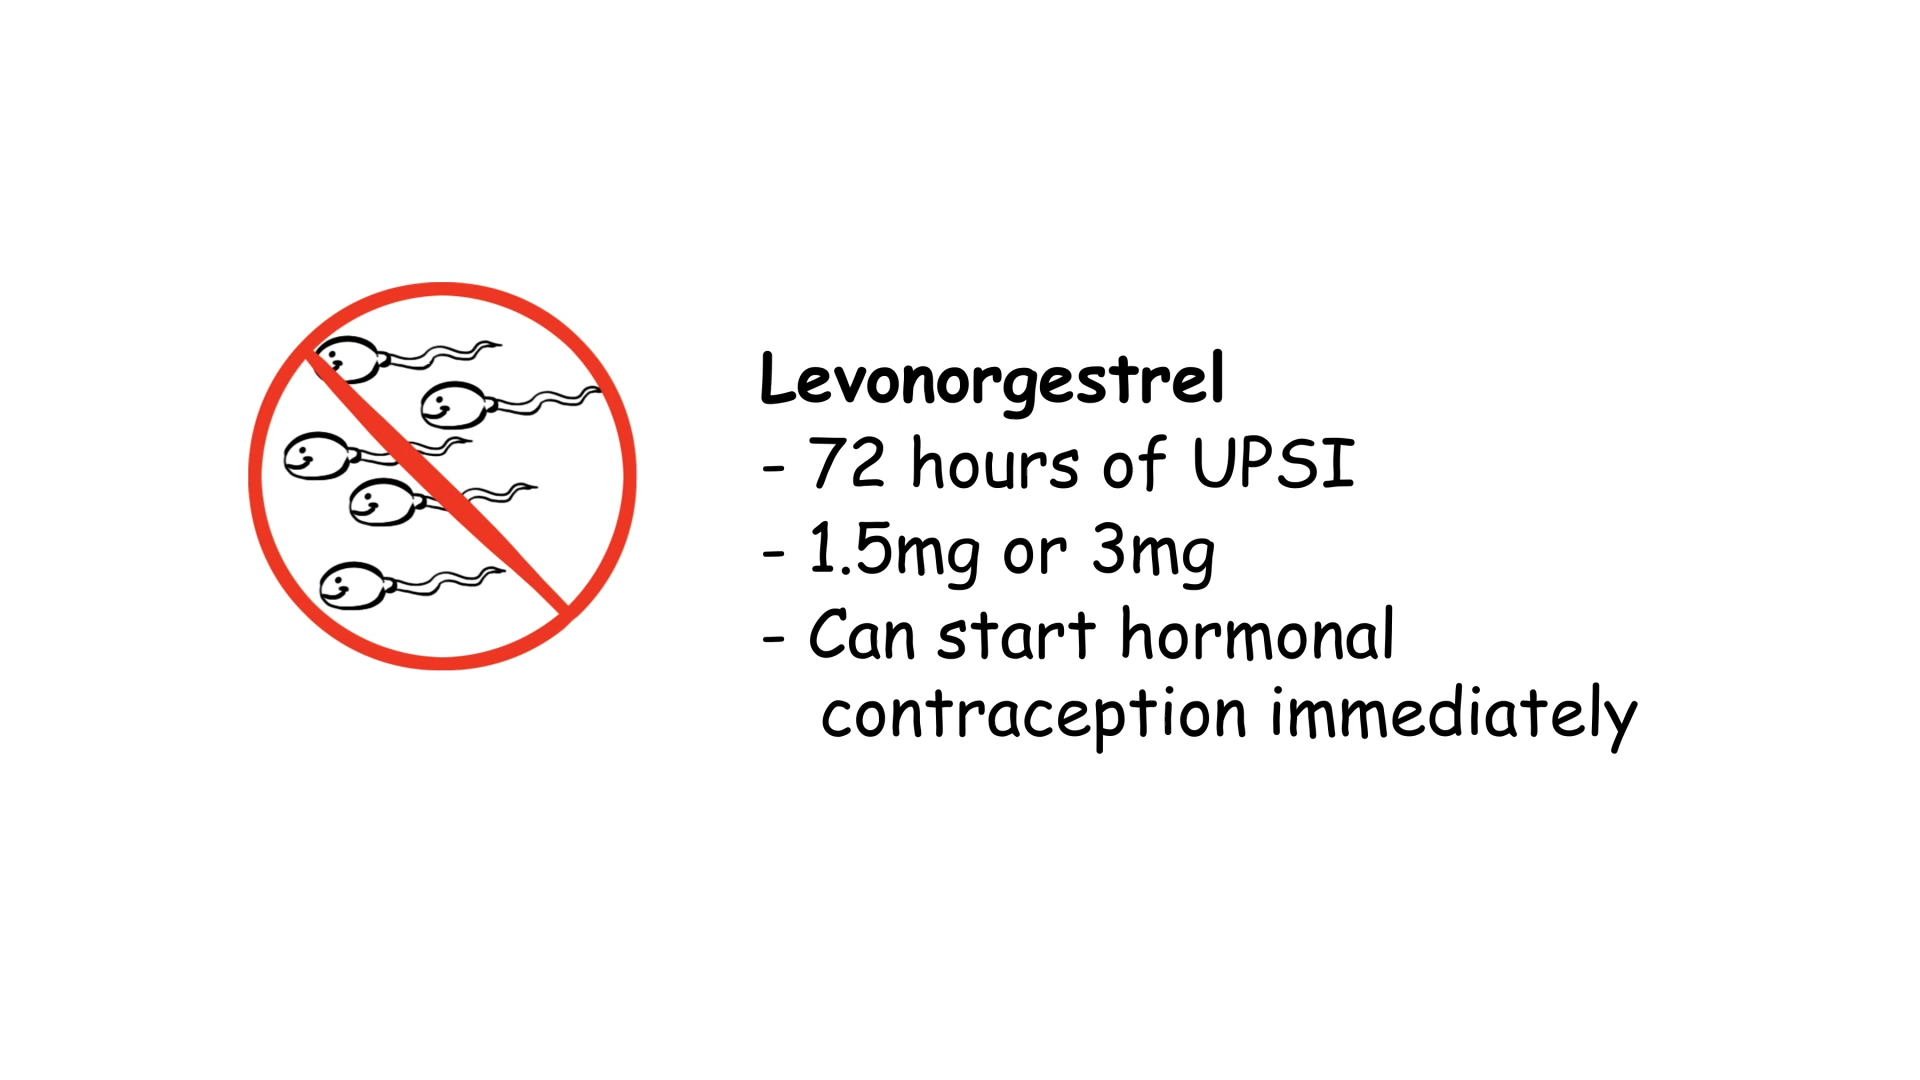 Levonorgestrel
- 72 hours of UPSI
- 1.5mg or 3mg
- Can start hormonal
contraception immediately